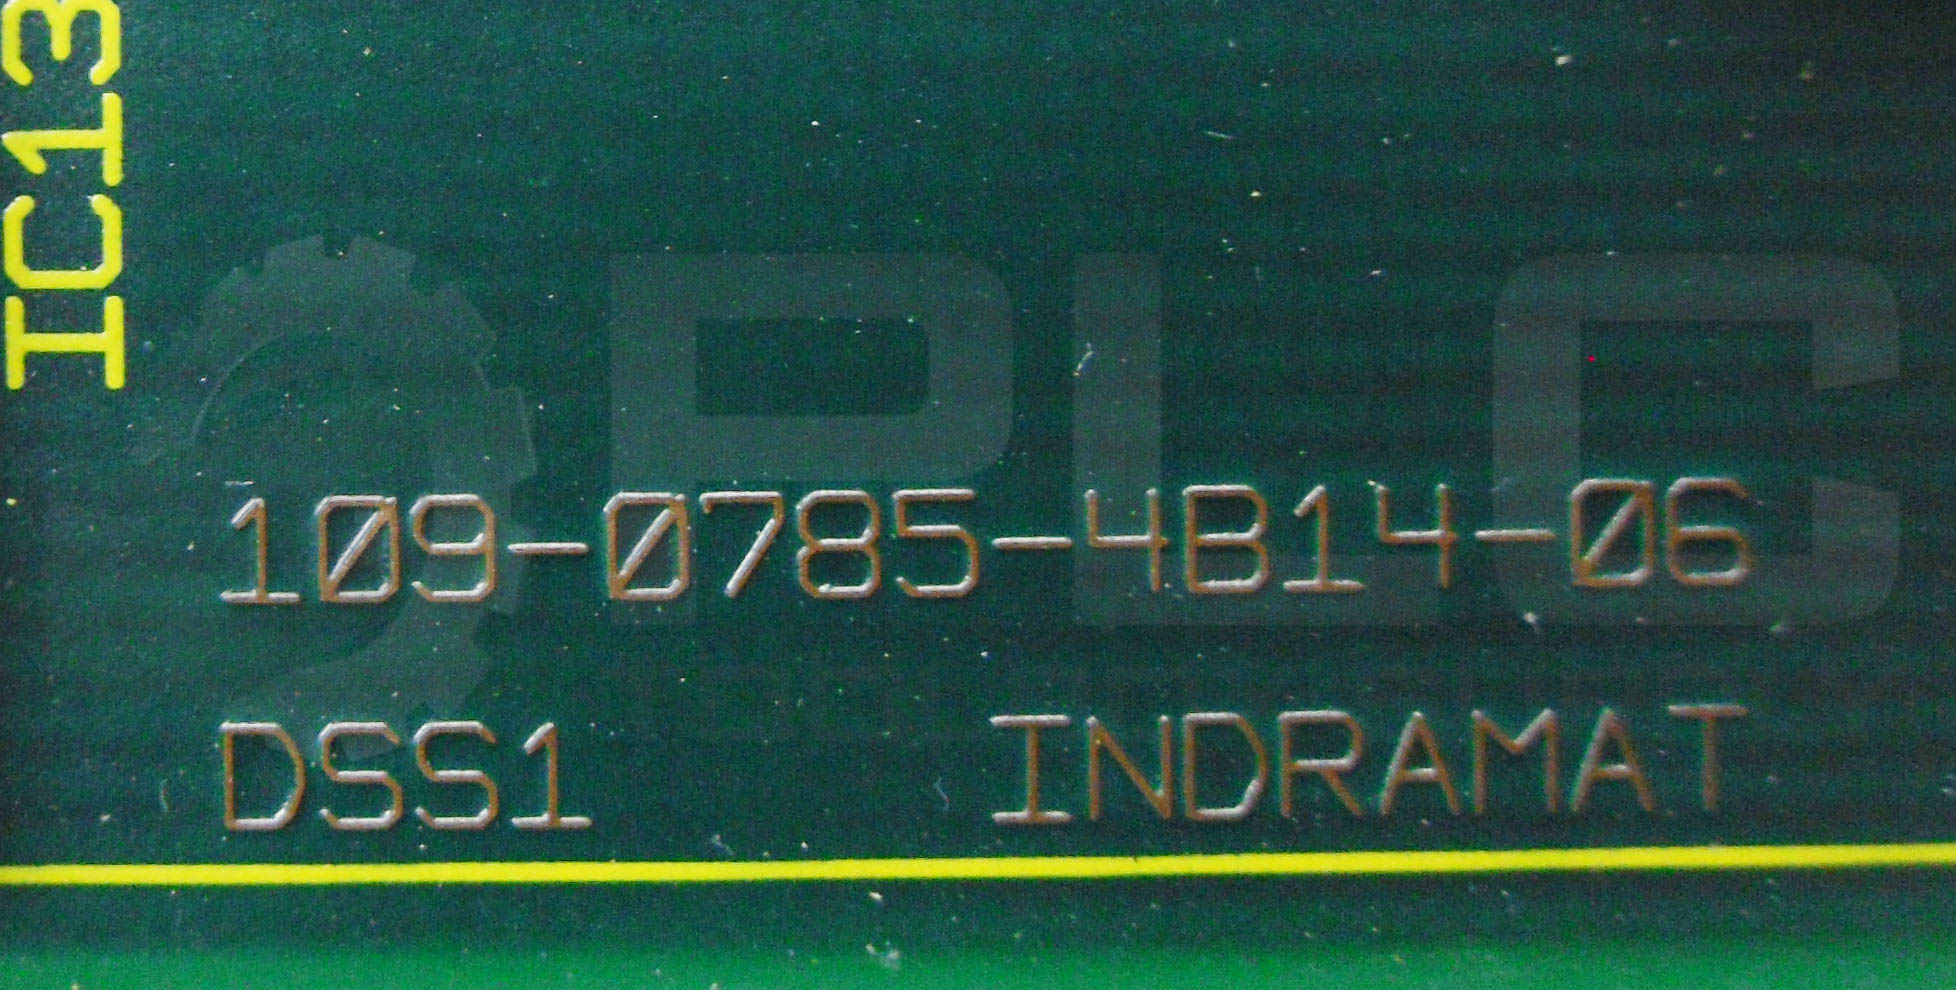 IC13
PLC
109-0785-4B14-06
DSS1 INDRAMAT